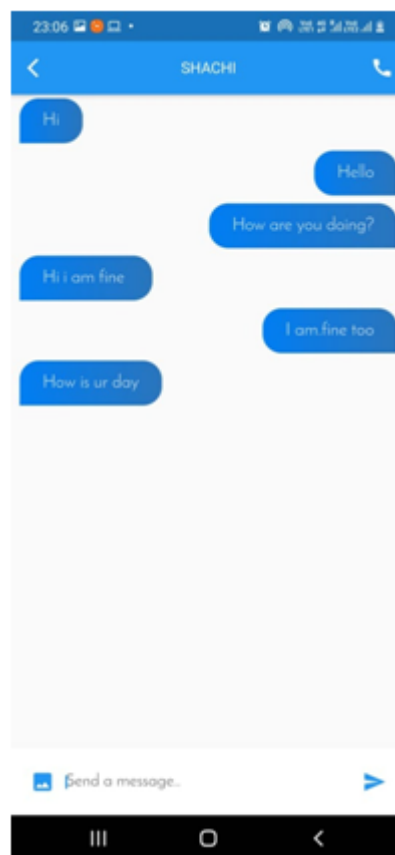 23:06
SHACHI
Hi
Hello
How are you doing?
Hi i am fine
I am.fine too
How is ur day
Send a message..